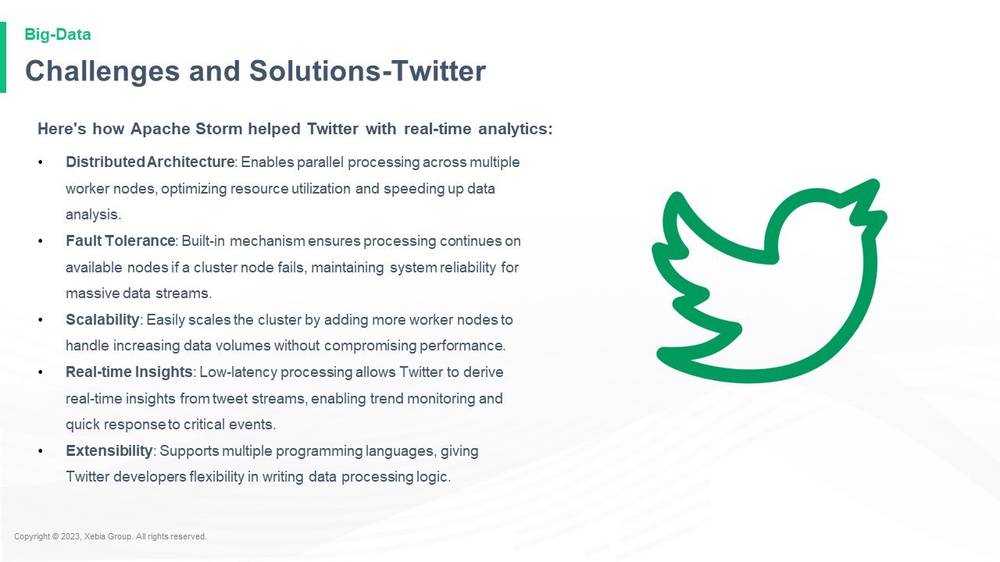 Big-Data
Challenges and Solutions-Twitter
Here's how Apache Storm helped Twitter with real-time analytics:
• Distributed Architecture: Enables parallel processing across multiple
worker nodes, optimizing resource utilization and speeding up data
analysis.
• Fault Tolerance: Built-in mechanism ensures processing continues on
available nodes if a cluster node fails, maintaining system reliability for
massive data streams.
• Scalability: Easily scales the cluster by adding more worker nodes to
handle increasing data volumes without compromising performance.
• Real-time Insights: Low-latency processing allows Twitter to derive
real-time insights from tweet streams, enabling trend monitoring and
quick response to critical events.
• Extensibility: Supports multiple programming languages, giving
Twitter developers flexibility in writing data processing logic.
Copyright © 2023, Xebia Group. All rights reserved.